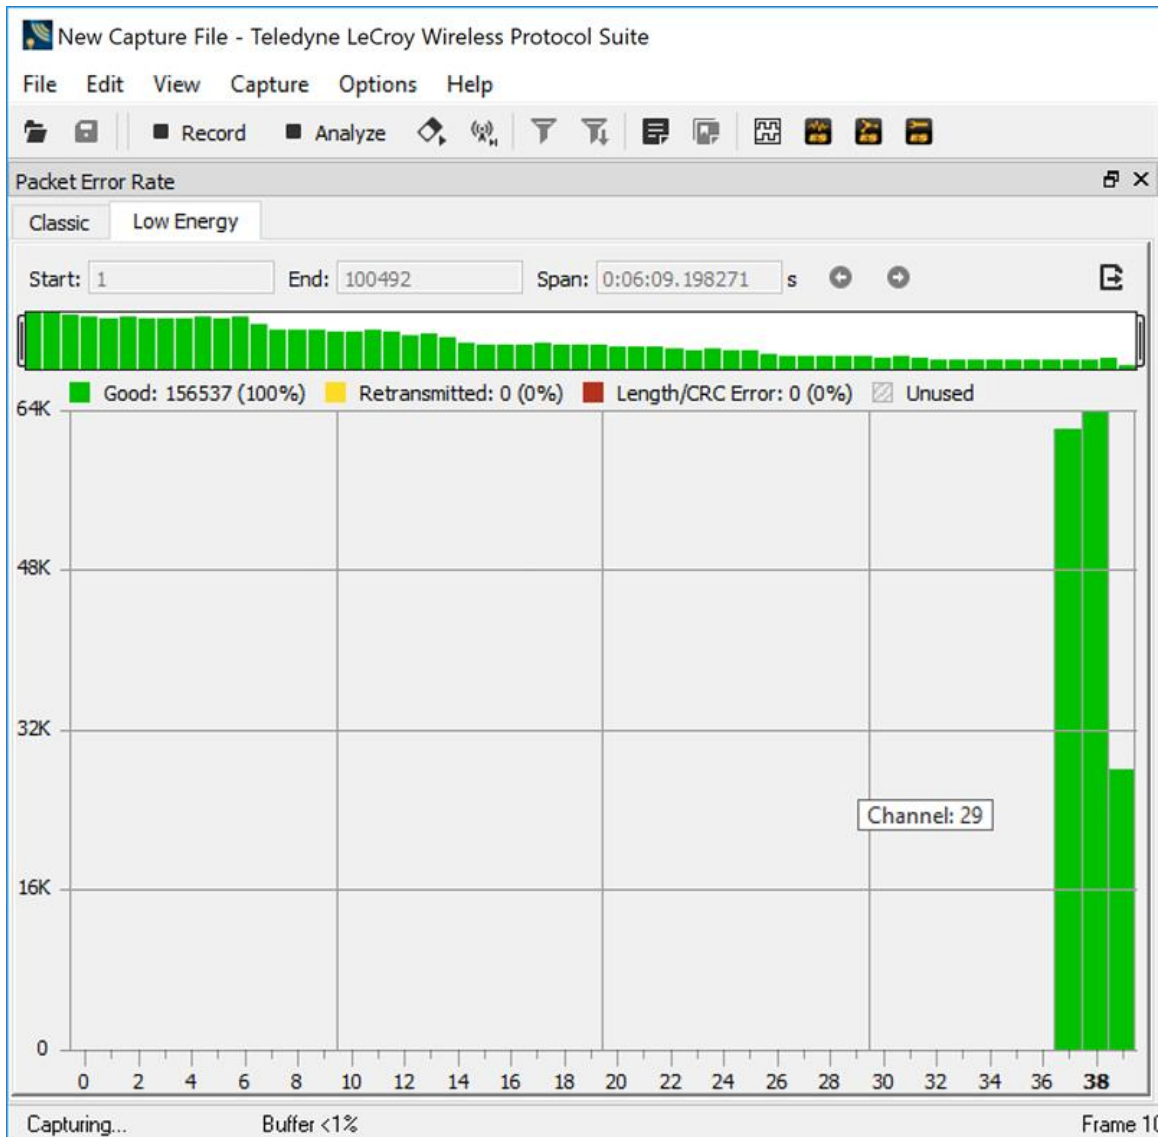 New Capture File - Teledyne LeCroy Wireless Protocol Suite
File Edit View Capture Options Help
Record Analyze
Packet Error Rate
Classic Low Energy
Start: 1 End: 100492 Span: 0:06:09.198271 s
Good: 156537 (100%) Retransmitted: 0 (0%) Length/CRC Error: 0 (0%) Unused
64K
48K
32K
Channel: 29
16K
0
0 2 4 6 8 10 12 14 16 18 20 22 24 26 28 30 32 34 36 38
Capturing... Buffer <1% Frame 10